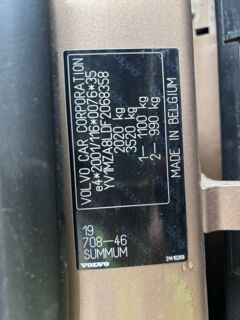 VOLVO CAR CORPORATION
e4*2001/116*0076*35
YV1MZA8LDF2068358
2020 kg
3520 kg
1- 1100 kg
2- 990 kg
MADE IN BELGIUM
19
708-46
SUMMUM
VOLVO
31416268